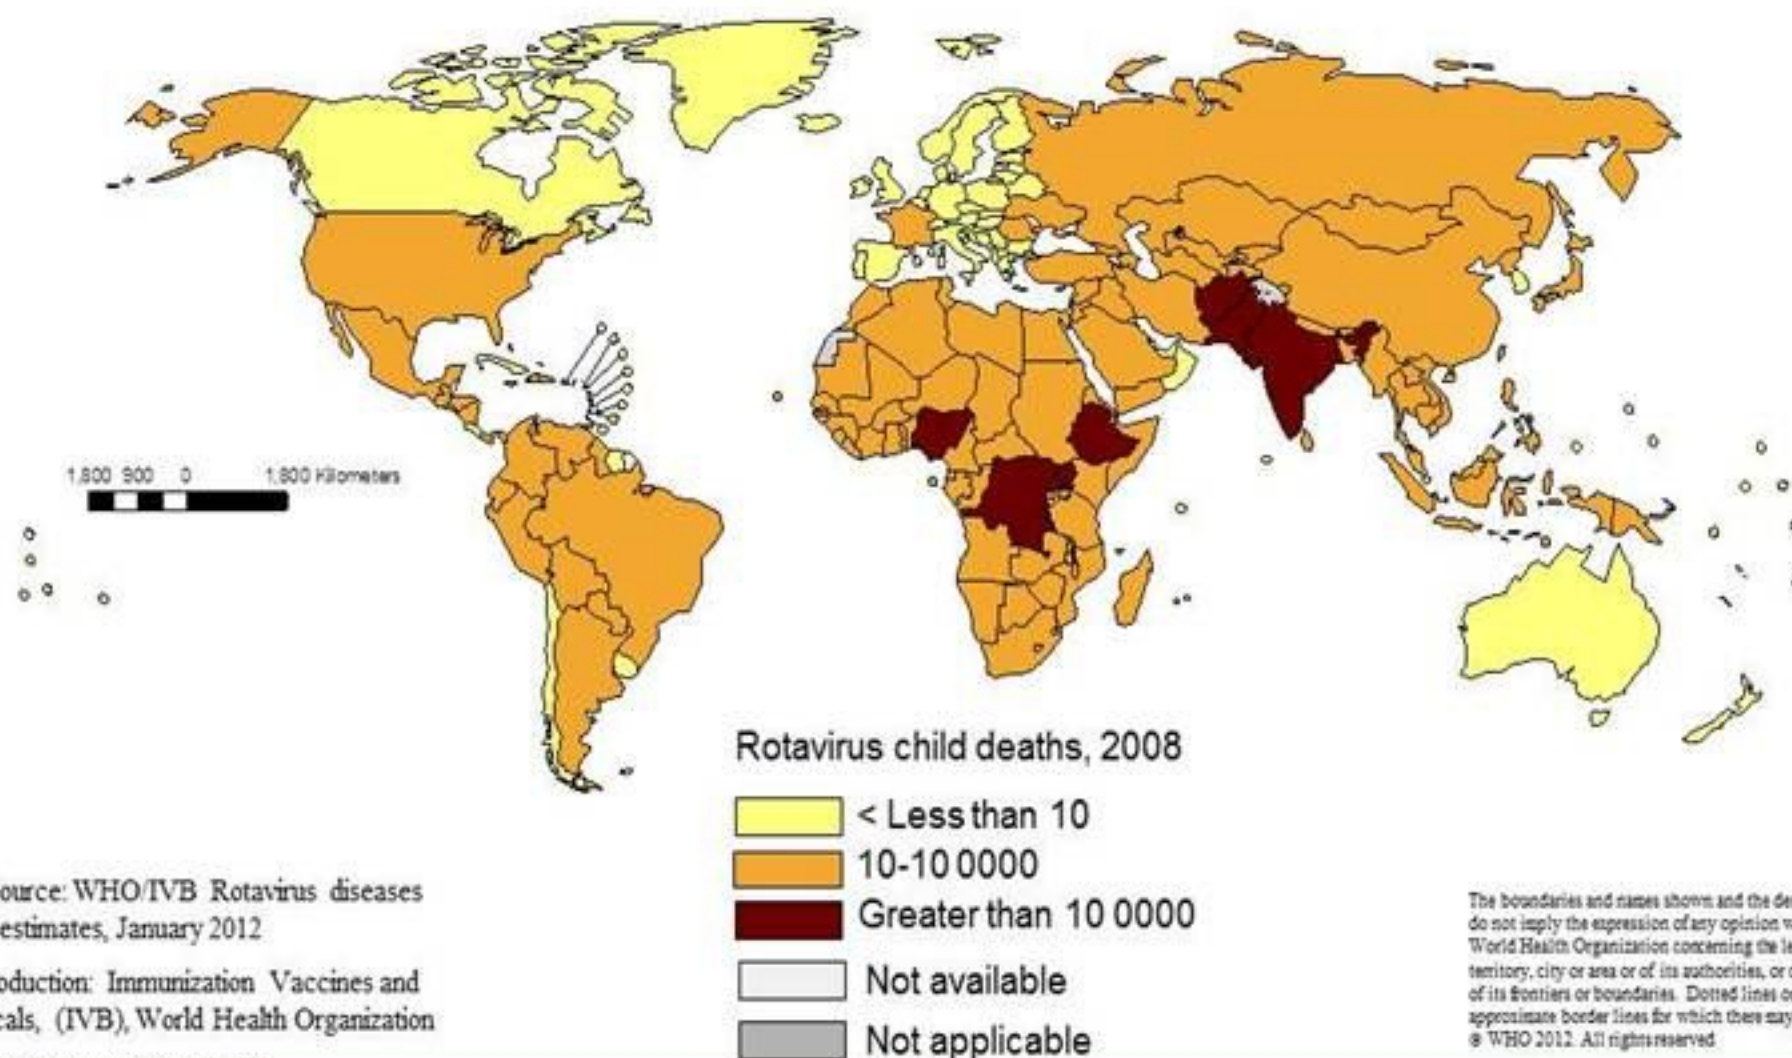 1,800 900 0 1,800 Kilometers
Rotavirus child deaths, 2008
< Less than 10
10-10 0000
Greater than 10 0000
Not available
Not applicable
ource: WHO/IVB Rotavirus diseases
estimates, January 2012
oduction: Immunization Vaccines and
cals, (IVB), World Health Organization
The boundaries and names shown and the de
do not imply the expression of any opinion w
World Health Organization concerning the le
territory, city or area or of its authorities, or
of its frontiers or boundaries. Dotted lines o
approximate border lines for which there may
© WHO 2012. All rights reserved